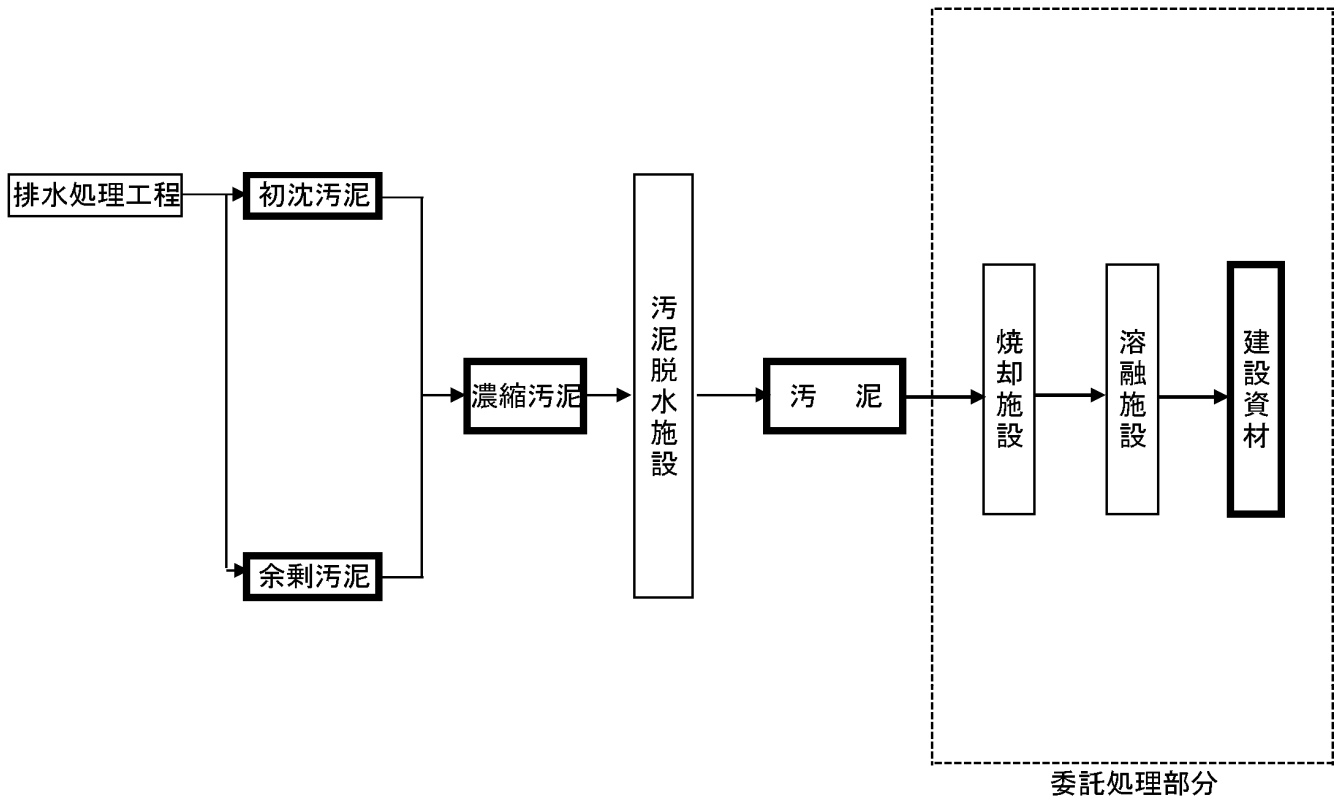 排水処理工程
初沈汚泥
余剰汚泥
濃縮汚泥
汚泥脱水施設
汚　泥
焼却施設
溶融施設
建設資材
委託処理部分